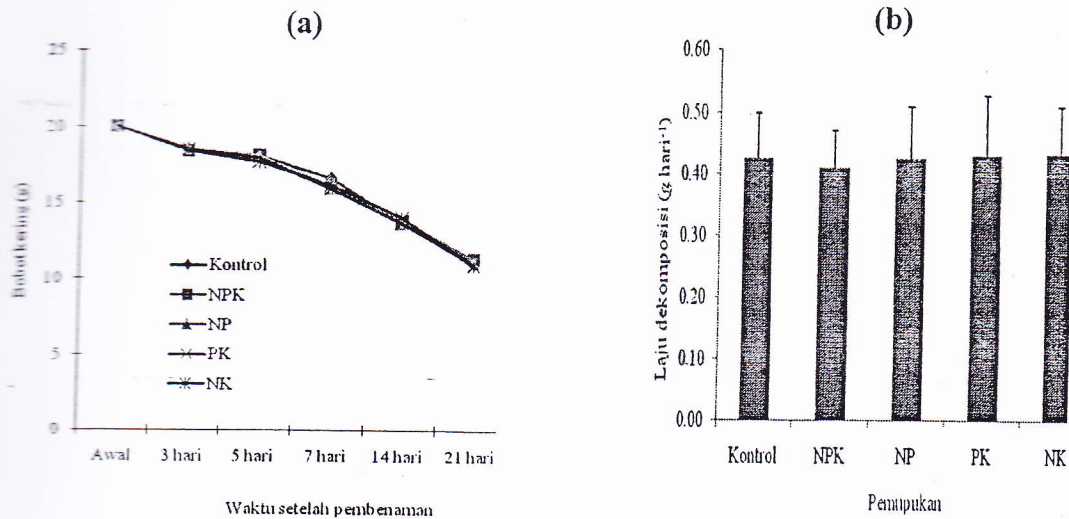 (a)
25
20
15
10
5
0
Bobot kering (g)
Kontrol
NPK
NP
PK
NK
Awal 3 hari 5 hari 7 hari 14 hari 21 hari
Waktu setelah pembenaman
(b)
0.60
0.50
0.40
0.30
0.20
0.10
0.00
Laju dekomposisi (g hari⁻¹)
Kontrol NPK NP PK NK
Pemupukan